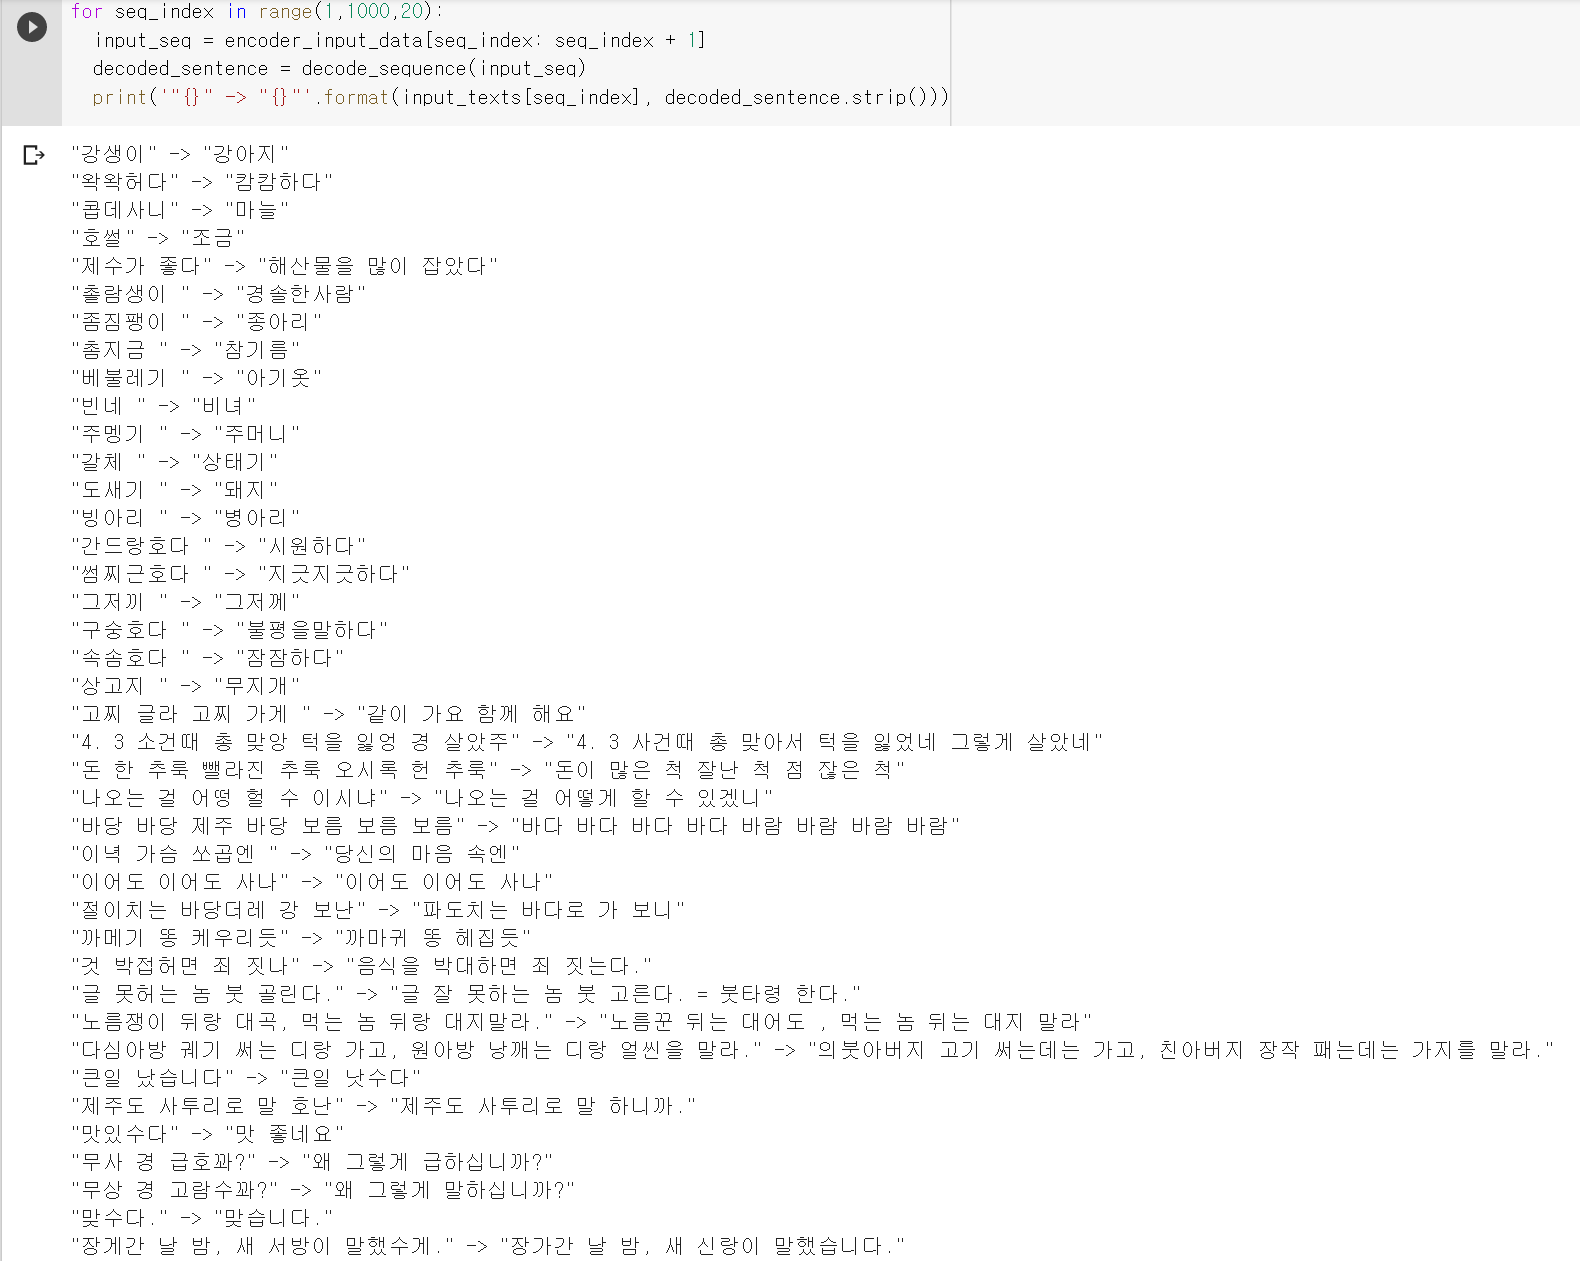 for seq_index in range(1,1000,20):
input_seq = encoder_input_data[seq_index: seq_index + 1]
decoded_sentence = decode_sequence(input_seq)
print('"{}" -> "{}"'.format(input_texts[seq_index], decoded_sentence.strip()))
"강생이" -> "강아지"
"왁왁허다" -> "캄캄하다"
"콥데사니" -> "마늘"
"호썰" -> "조금"
"제수가 좋다" -> "해산물을 많이 잡았다"
"촐람생이 " -> "경솔한사람"
"좀짐팽이 " -> "종아리"
"촘지금 " -> "참기름"
"베불레기 " -> "아기옷"
"빈네 " -> "비녀"
"주멩기 " -> "주머니"
"갈체 " -> "상태기"
"도새기 " -> "돼지"
"빙아리 " -> "병아리"
"간드랑호다 " -> "시원하다"
"썸찌근호다 " -> "지긋지긋하다"
"그저끼 " -> "그저께"
"구숭호다 " -> "불평을말하다"
"속솜호다 " -> "잠잠하다"
"상고지 " -> "무지개"
"고찌 글라 고찌 가게 " -> "같이 가요 함께 해요"
"4. 3 소건때 총 맞앙 턱을 잃엉 경 살았주" -> "4. 3 사건때 총 맞아서 턱을 잃었네 그렇게 살았네"
"돈 한 추룩 뺄라진 추룩 오시록 헌 추룩" -> "돈이 많은 척 잘난 척 점 잖은 척"
"나오는 걸 어떵 헐 수 이시냐" -> "나오는 걸 어떻게 할 수 있겠니"
"바당 바당 제주 바당 보름 보름 보름" -> "바다 바다 바다 바다 바람 바람 바람 바람"
"이녁 가슴 쏘곱엔 " -> "당신의 마음 속엔"
"이어도 이어도 사나" -> "이어도 이어도 사나"
"절이치는 바당더레 강 보난" -> "파도치는 바다로 가 보니"
"까메기 똥 케우리듯" -> "까마귀 똥 헤집듯"
"것 박접허면 죄 짓나" -> "음식을 박대하면 죄 짓는다."
"글 못허는 놈 붓 골린다." -> "글 잘 못하는 놈 붓 고른다. = 붓타령 한다."
"노름쟁이 뒤랑 대곡, 먹는 놈 뒤랑 대지말라." -> "노름꾼 뒤는 대어도 , 먹는 놈 뒤는 대지 말라"
"다심아방 궤기 써는 디랑 가고, 원아방 낭깨는 디랑 얼씬을 말라." -> "의붓아버지 고기 써는데는 가고, 친아버지 장작 패는데는 가지를 말라."
"큰일 났습니다" -> "큰일 낫수다"
"제주도 사투리로 말 호난" -> "제주도 사투리로 말 하니까."
"맛있수다" -> "맛 좋네요"
"무사 경 급호꽈?" -> "왜 그렇게 급하십니까?"
"무상 경 고람수꽈?" -> "왜 그렇게 말하십니까?"
"맞수다." -> "맞습니다."
"장게간 날 밤, 새 서방이 말했수게." -> "장가간 날 밤, 새 신랑이 말했습니다."